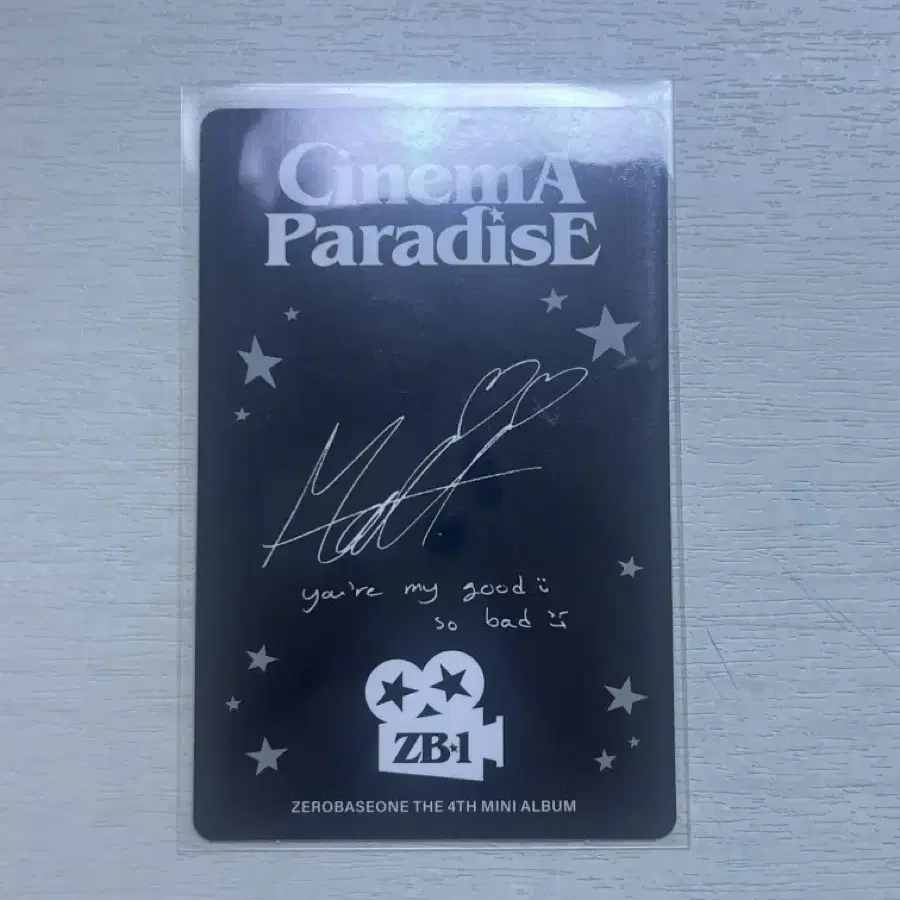 CinemA
ParadisE
Matt.
you're my good :)
so bad :(
ZB1
ZEROBASEONE THE 4TH MINI ALBUM